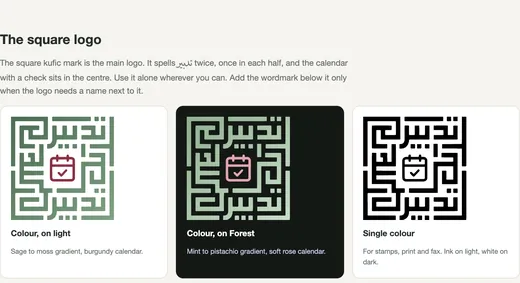 The square logo
The square kufic mark is the main logo. It spells تدبير twice, once in each half, and the calendar
with a check sits in the centre. Use it alone wherever you can. Add the wordmark below it only
when the logo needs a name next to it.
Colour, on light
Sage to moss gradient, burgundy calendar.
Colour, on Forest
Mint to pistachio gradient, soft rose calendar.
Single colour
For stamps, print and fax. Ink on light, white on
dark.